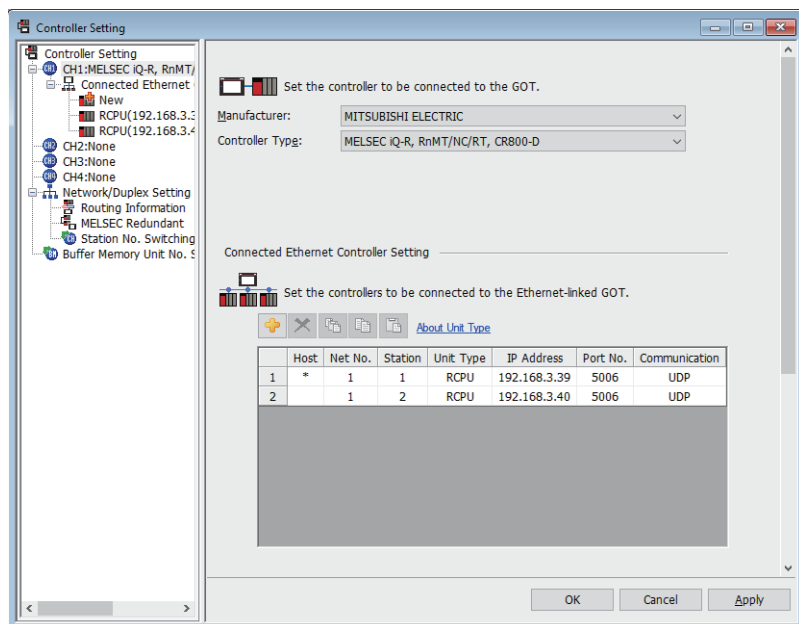 Controller Setting
Controller Setting
CH1:MELSEC iQ-R, RnMT/
Connected Ethernet
New
RCPU(192.168.3.3
RCPU(192.168.3.4
CH2:None
CH3:None
CH4:None
Network/Duplex Setting
Routing Information
MELSEC Redundant
Station No. Switching
Buffer Memory Unit No. S
Set the controller to be connected to the GOT.
Manufacturer: MITSUBISHI ELECTRIC
Controller Type: MELSEC iQ-R, RnMT/NC/RT, CR800-D
Connected Ethernet Controller Setting
Set the controllers to be connected to the Ethernet-linked GOT.
About Unit Type
Host Net No. Station Unit Type IP Address Port No. Communication
1 * 1 1 RCPU 192.168.3.39 5006 UDP
2 1 2 RCPU 192.168.3.40 5006 UDP
OK Cancel Apply